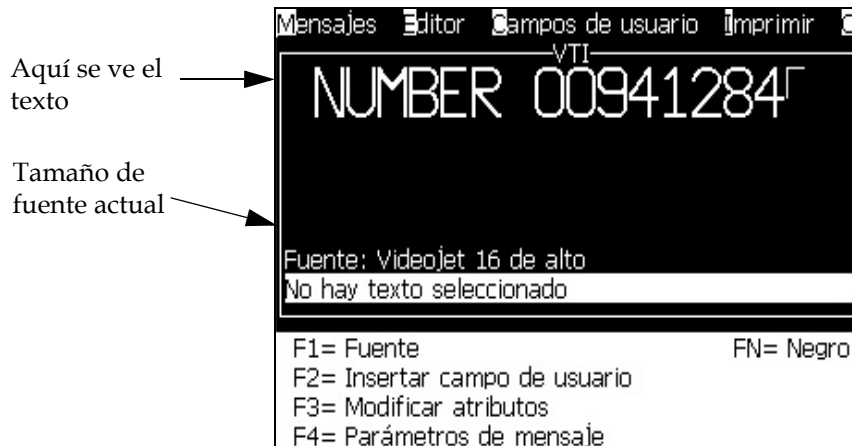 Mensajes Editor Campos de usuario Imprimir C
VTI
Aquí se ve el
texto
NUMBER 00941284
Tamaño de
fuente actual
Fuente: Videojet 16 de alto
No hay texto seleccionado
F1= Fuente FN= Negro
F2= Insertar campo de usuario
F3= Modificar atributos
F4= Parámetros de mensaje